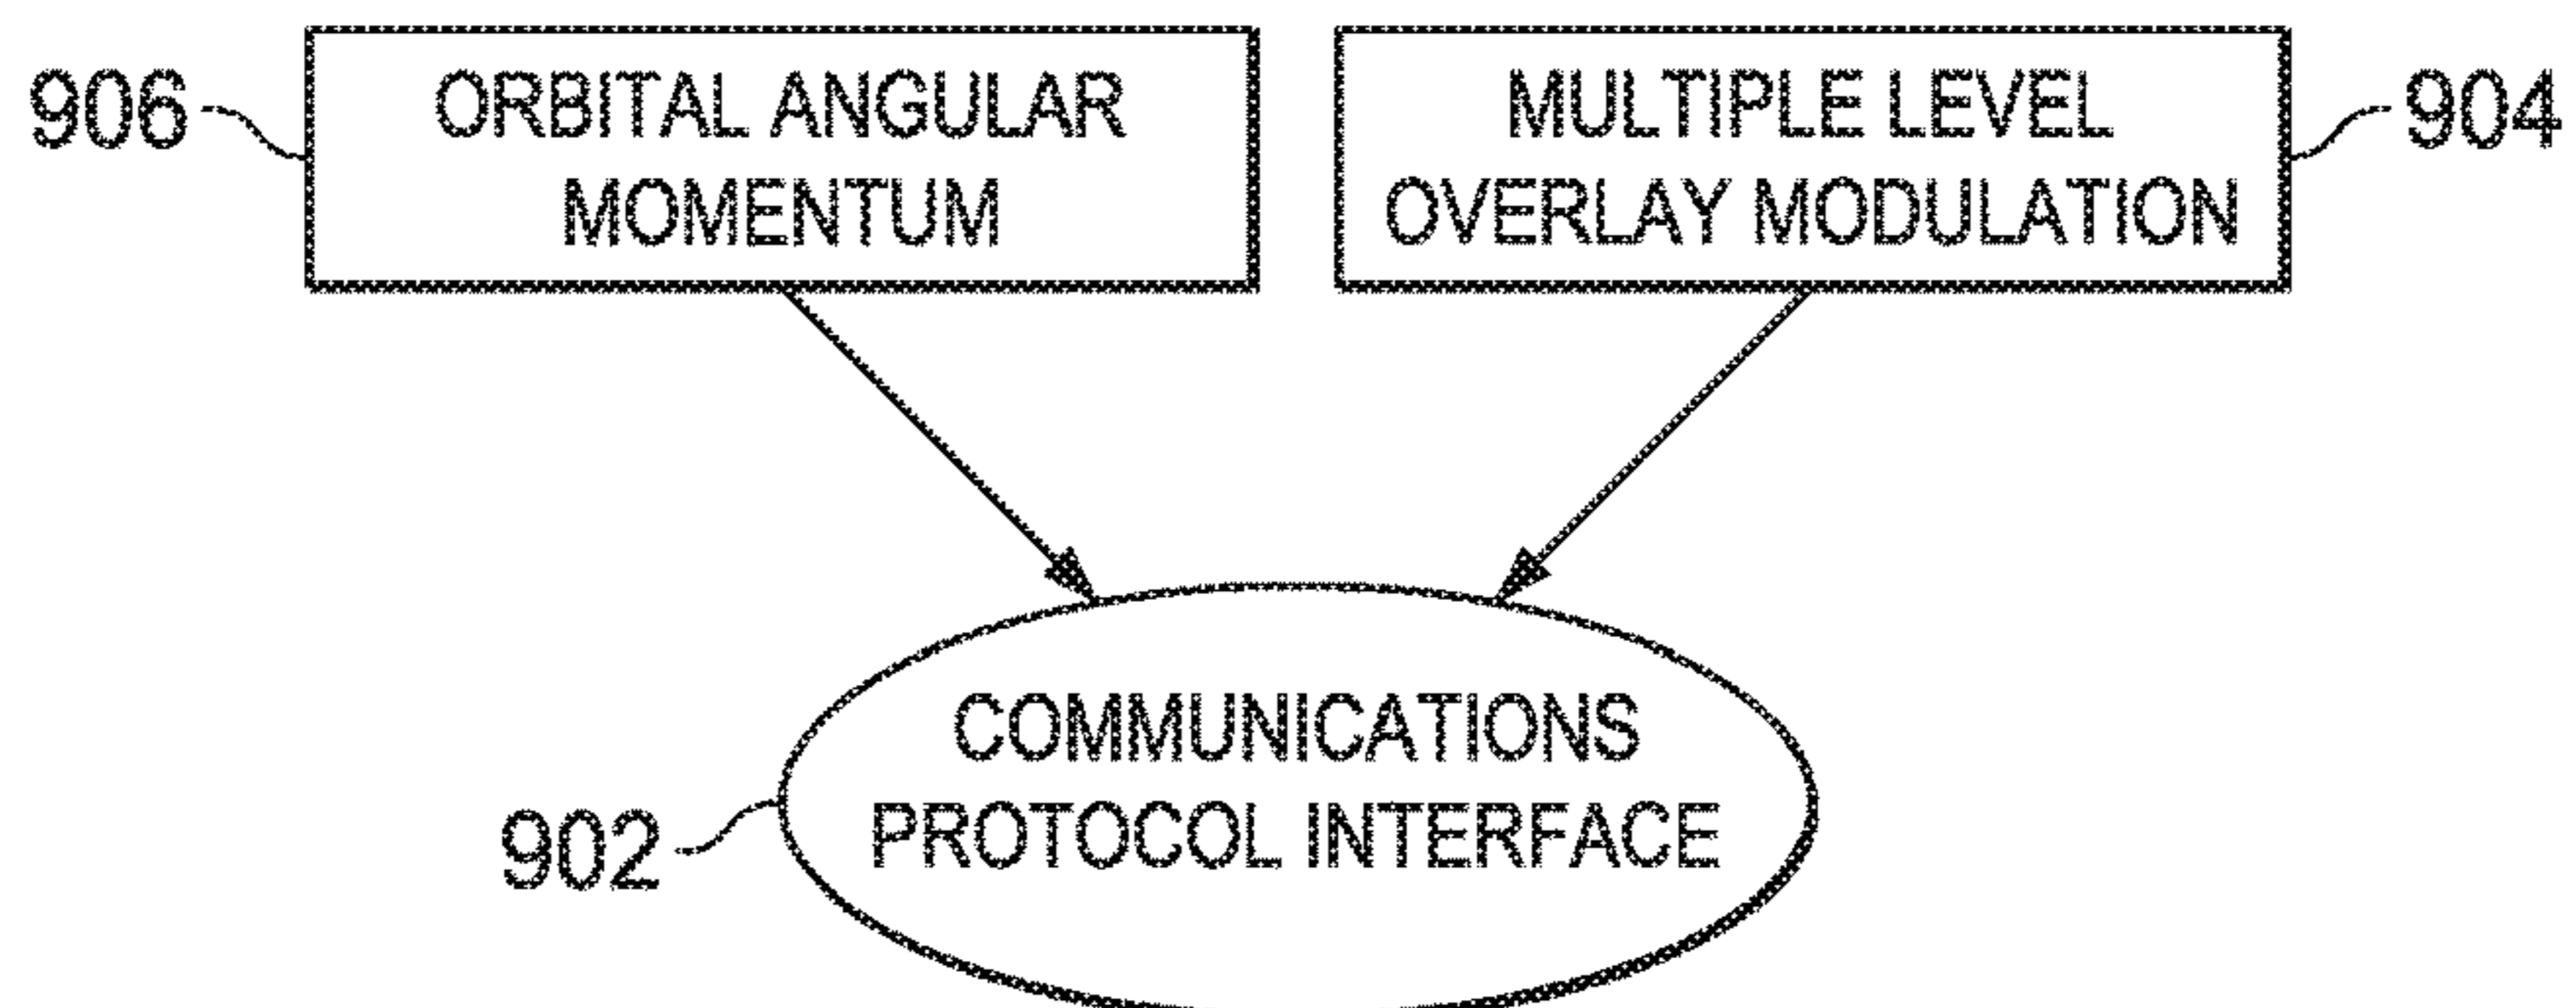 906
ORBITAL ANGULAR
MOMENTUM
MULTIPLE LEVEL
OVERLAY MODULATION
904
COMMUNICATIONS
PROTOCOL INTERFACE
902